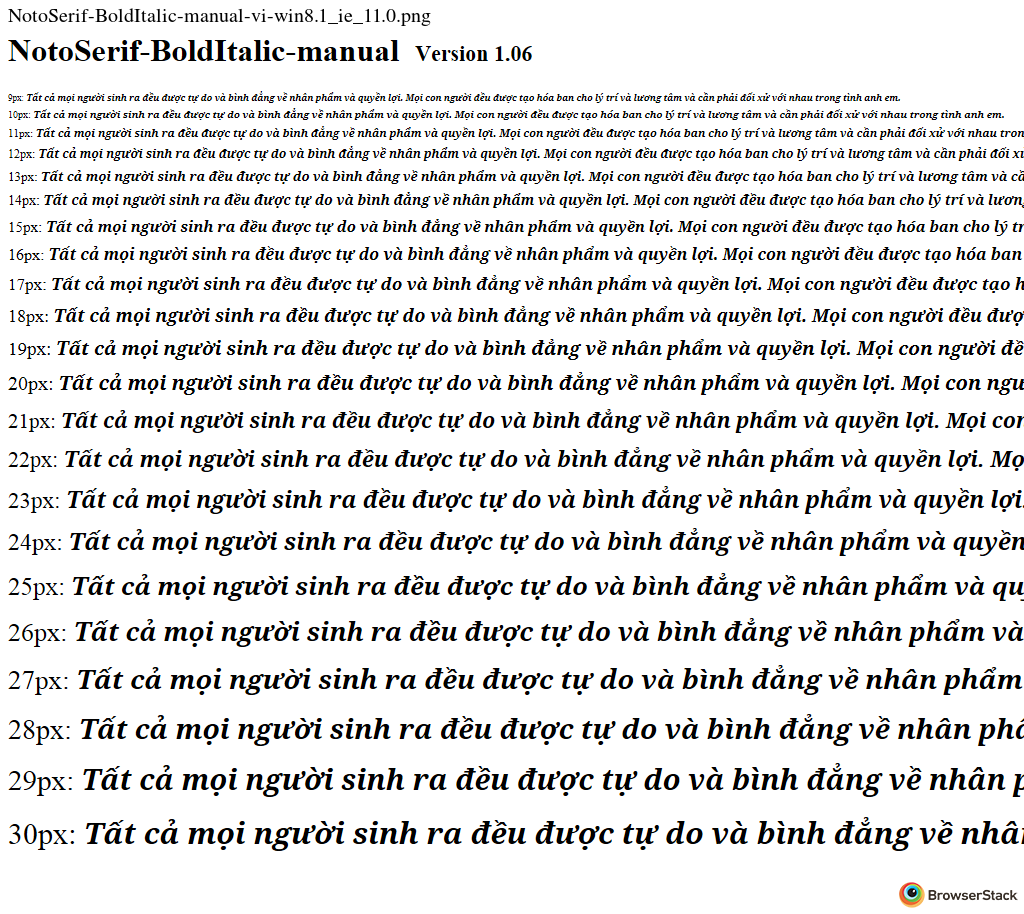 NotoSerif-BoldItalic-manual-vi-win8.1_ie_11.0.png
NotoSerif-BoldItalic-manual Version 1.06
9px: Tất cả mọi người sinh ra đều được tự do và bình đẳng về nhân phẩm và quyền lợi. Mọi con người đều được tạo hóa ban cho lý trí và lương tâm và cần phải đối xử với nhau trong tình anh em.
10px: Tất cả mọi người sinh ra đều được tự do và bình đẳng về nhân phẩm và quyền lợi. Mọi con người đều được tạo hóa ban cho lý trí và lương tâm và cần phải đối xử với nhau trong tình anh em.
11px: Tất cả mọi người sinh ra đều được tự do và bình đẳng về nhân phẩm và quyền lợi. Mọi con người đều được tạo hóa ban cho lý trí và lương tâm và cần phải đối xử với nhau tron
12px: Tất cả mọi người sinh ra đều được tự do và bình đẳng về nhân phẩm và quyền lợi. Mọi con người đều được tạo hóa ban cho lý trí và lương tâm và cần phải đối xử
13px: Tất cả mọi người sinh ra đều được tự do và bình đẳng về nhân phẩm và quyền lợi. Mọi con người đều được tạo hóa ban cho lý trí và lương tâm và cầ
14px: Tất cả mọi người sinh ra đều được tự do và bình đẳng về nhân phẩm và quyền lợi. Mọi con người đều được tạo hóa ban cho lý trí và lương
15px: Tất cả mọi người sinh ra đều được tự do và bình đẳng về nhân phẩm và quyền lợi. Mọi con người đều được tạo hóa ban cho lý tr
16px: Tất cả mọi người sinh ra đều được tự do và bình đẳng về nhân phẩm và quyền lợi. Mọi con người đều được tạo hóa ban
17px: Tất cả mọi người sinh ra đều được tự do và bình đẳng về nhân phẩm và quyền lợi. Mọi con người đều được tạo h
18px: Tất cả mọi người sinh ra đều được tự do và bình đẳng về nhân phẩm và quyền lợi. Mọi con người đều đượ
19px: Tất cả mọi người sinh ra đều được tự do và bình đẳng về nhân phẩm và quyền lợi. Mọi con người đề
20px: Tất cả mọi người sinh ra đều được tự do và bình đẳng về nhân phẩm và quyền lợi. Mọi con ngư
21px: Tất cả mọi người sinh ra đều được tự do và bình đẳng về nhân phẩm và quyền lợi. Mọi con
22px: Tất cả mọi người sinh ra đều được tự do và bình đẳng về nhân phẩm và quyền lợi. Mọ
23px: Tất cả mọi người sinh ra đều được tự do và bình đẳng về nhân phẩm và quyền lợi.
24px: Tất cả mọi người sinh ra đều được tự do và bình đẳng về nhân phẩm và quyền
25px: Tất cả mọi người sinh ra đều được tự do và bình đẳng về nhân phẩm và quy
26px: Tất cả mọi người sinh ra đều được tự do và bình đẳng về nhân phẩm và
27px: Tất cả mọi người sinh ra đều được tự do và bình đẳng về nhân phẩm
28px: Tất cả mọi người sinh ra đều được tự do và bình đẳng về nhân phẩ
29px: Tất cả mọi người sinh ra đều được tự do và bình đẳng về nhân p
30px: Tất cả mọi người sinh ra đều được tự do và bình đẳng về nhân
BrowserStack